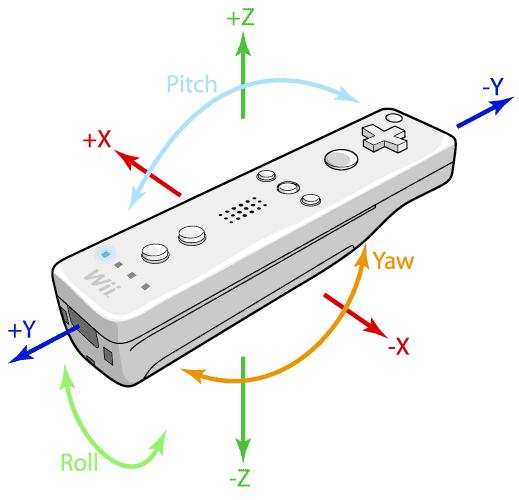 +Z
-Y
Pitch
+X
Wii
Yaw
+Y
-X
Roll
-Z